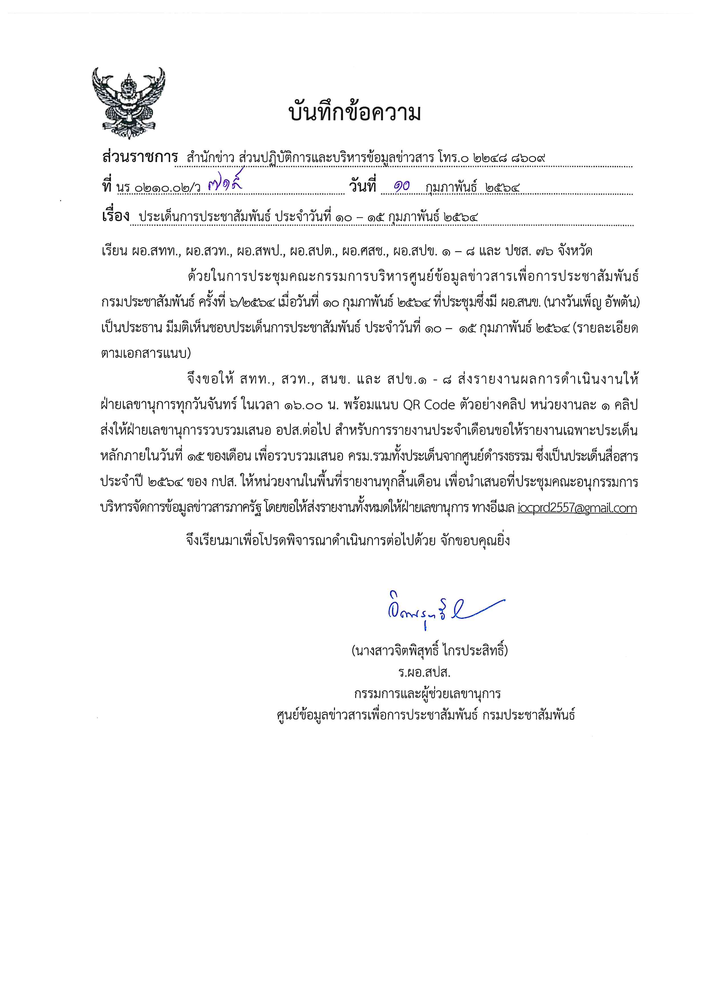 บันทึกข้อความ
ส่วนราชการ สำนักข่าว ส่วนปฏิบัติการและบริหารข้อมูลข่าวสาร โทร.๐ ๒๒๔๘ ๘๖๐๙
ที่ นร ๐๒๑๐.๐๒/ว วันที่ ๑๐ กุมภาพันธ์ ๒๕๖๔
เรื่อง ประเด็นการประชาสัมพันธ์ ประจำวันที่ ๑๐ – ๑๕ กุมภาพันธ์ ๒๕๖๔
เรียน ผอ.สทท., ผอ.สวท., ผอ.สพป., ผอ.สปต., ผอ.ศสช., ผอ.สปข. ๑ – ๘ และ ปชส. ๗๖ จังหวัด
ด้วยในการประชุมคณะกรรมการบริหารศูนย์ข้อมูลข่าวสารเพื่อการประชาสัมพันธ์
กรมประชาสัมพันธ์ ครั้งที่ ๖/๒๕๖๔ เมื่อวันที่ ๑๐ กุมภาพันธ์ ๒๕๖๔ ที่ประชุมซึ่งมี ผอ.สนข. (นางวันเพ็ญ อัพตัน)
เป็นประธาน มีมติเห็นชอบประเด็นการประชาสัมพันธ์ ประจำวันที่ ๑๐ – ๑๕ กุมภาพันธ์ ๒๕๖๔ (รายละเอียด
ตามเอกสารแนบ)
จึงขอให้ สทท., สวท., สนข. และ สปข.๑ - ๘ ส่งรายงานผลการดำเนินงานให้
ฝ่ายเลขานุการทุกวันจันทร์ ในเวลา ๑๖.๐๐ น. พร้อมแนบ QR Code ตัวอย่างคลิป หน่วยงานละ ๑ คลิป
ส่งให้ฝ่ายเลขานุการรวบรวมเสนอ อปส.ต่อไป สำหรับการรายงานประจำเดือนขอให้รายงานเฉพาะประเด็น
หลักภายในวันที่ ๑๕ ของเดือน เพื่อรวบรวมเสนอ ครม.รวมทั้งประเด็นจากศูนย์ดำรงธรรม ซึ่งเป็นประเด็นสื่อสาร
ประจำปี ๒๕๖๔ ของ กปส. ให้หน่วยงานในพื้นที่รายงานทุกสิ้นเดือน เพื่อนำเสนอที่ประชุมคณะอนุกรรมการ
บริหารจัดการข้อมูลข่าวสารภาครัฐ โดยขอให้ส่งรายงานทั้งหมดให้ฝ่ายเลขานุการ ทางอีเมล iocprd2557@gmail.com
จึงเรียนมาเพื่อโปรดพิจารณาดำเนินการต่อไปด้วย จักขอบคุณยิ่ง
(นางสาวจิตพิสุทธิ์ ไกรประสิทธิ์)
ร.ผอ.สปส.
กรรมการและผู้ช่วยเลขานุการ
ศูนย์ข้อมูลข่าวสารเพื่อการประชาสัมพันธ์ กรมประชาสัมพันธ์